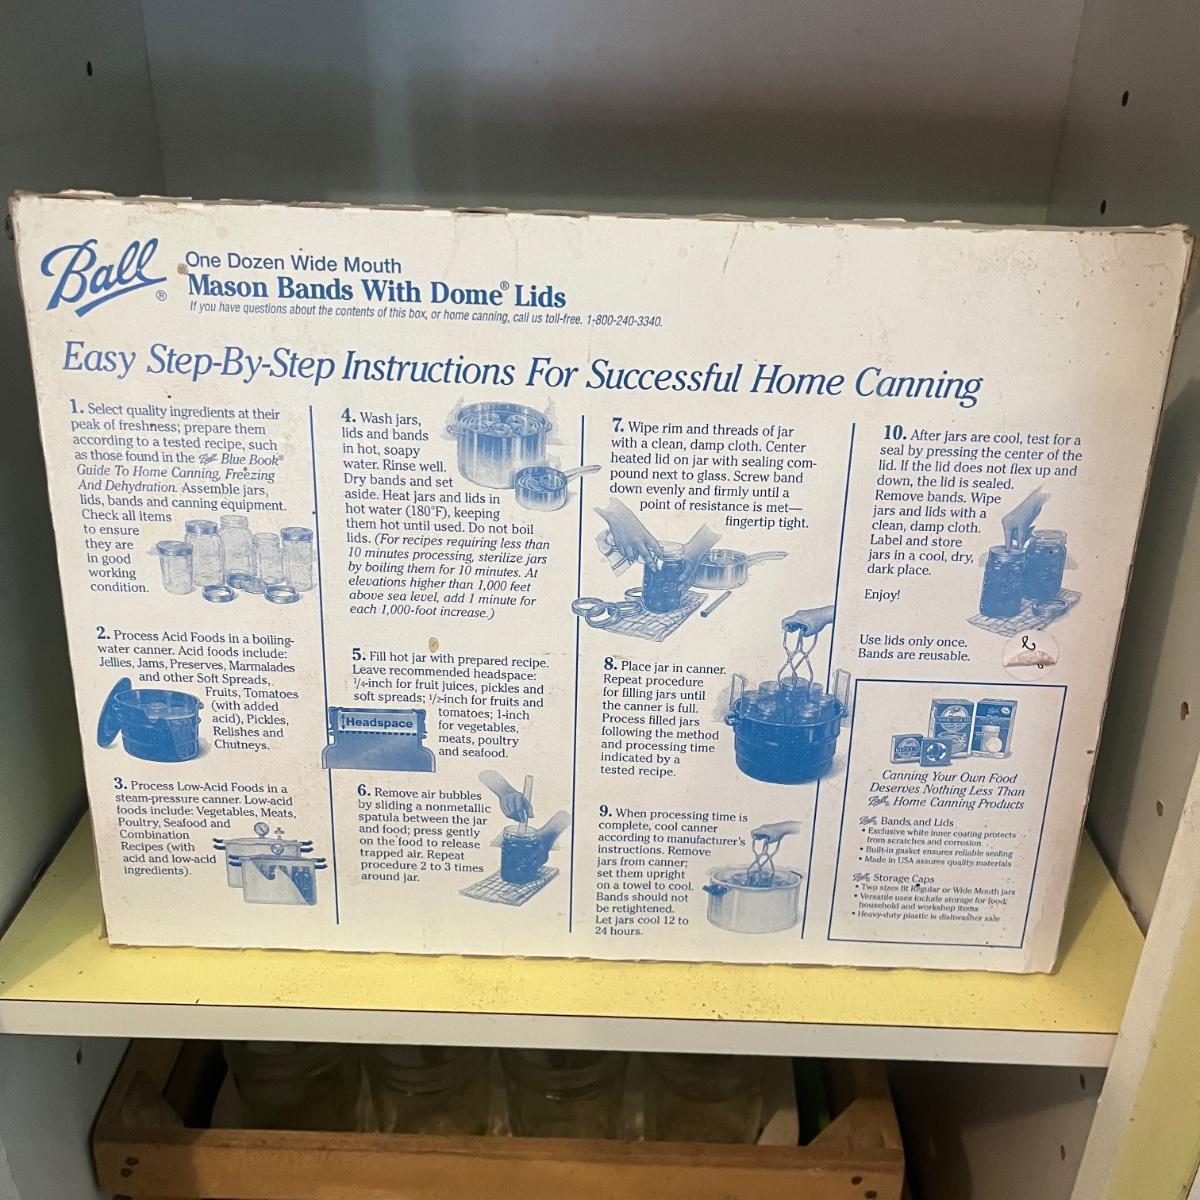 Ball®
One Dozen Wide Mouth
Mason Bands With Dome® Lids
If you have questions about the contents of this box, or home canning, call us toll-free. 1-800-240-3340.
Easy Step-By-Step Instructions For Successful Home Canning
1. Select quality ingredients at their
peak of freshness; prepare them
according to a tested recipe, such
as those found in the Ball Blue Book®
Guide To Home Canning, Freezing
And Dehydration. Assemble jars,
lids, bands and canning equipment.
Check all items
to ensure
they are
in good
working
condition.
2. Process Acid Foods in a boiling-
water canner. Acid foods include:
Jellies, Jams, Preserves, Marmalades
and other Soft Spreads,
Fruits, Tomatoes
(with added
acid), Pickles,
Relishes and
Chutneys.
3. Process Low-Acid Foods in a
steam-pressure canner. Low-acid
foods include: Vegetables, Meats,
Poultry, Seafood and
Combination
Recipes (with
acid and low-acid
ingredients).
4. Wash jars,
lids and bands
in hot, soapy
water. Rinse well.
Dry bands and set
aside. Heat jars and lids in
hot water (180°F), keeping
them hot until used. Do not boil
lids. (For recipes requiring less than
10 minutes processing, sterilize jars
by boiling them for 10 minutes. At
elevations higher than 1,000 feet
above sea level, add 1 minute for
each 1,000-foot increase.)
5. Fill hot jar with prepared recipe.
Leave recommended headspace:
1/4-inch for fruit juices, pickles and
soft spreads; 1/2-inch for fruits and
tomatoes; 1-inch
for vegetables,
meats, poultry
and seafood.
Headspace
6. Remove air bubbles
by sliding a nonmetallic
spatula between the jar
and food; press gently
on the food to release
trapped air. Repeat
procedure 2 to 3 times
around jar.
7. Wipe rim and threads of jar
with a clean, damp cloth. Center
heated lid on jar with sealing com-
pound next to glass. Screw band
down evenly and firmly until a
point of resistance is met—
fingertip tight.
8. Place jar in canner.
Repeat procedure
for filling jars until
the canner is full.
Process filled jars
following the method
and processing time
indicated by a
tested recipe.
9. When processing time is
complete, cool canner
according to manufacturer's
instructions. Remove
jars from canner;
set them upright
on a towel to cool.
Bands should not
be retightened.
Let jars cool 12 to
24 hours.
10. After jars are cool, test for a
seal by pressing the center of the
lid. If the lid does not flex up and
down, the lid is sealed.
Remove bands. Wipe
jars and lids with a
clean, damp cloth.
Label and store
jars in a cool, dry,
dark place.
Enjoy!
Use lids only once.
Bands are reusable.
Canning Your Own Food
Deserves Nothing Less Than
Ball Home Canning Products
Ball Bands and Lids
• Exclusive white inner coating protects
from scratches and corrosion
• Built-in gasket ensures reliable sealing
• Made in USA assures quality materials
Ball Storage Caps
• Two sizes fit Regular or Wide Mouth jars
• Versatile uses include storage for food,
household and workshop items
• Heavy-duty plastic is dishwasher safe